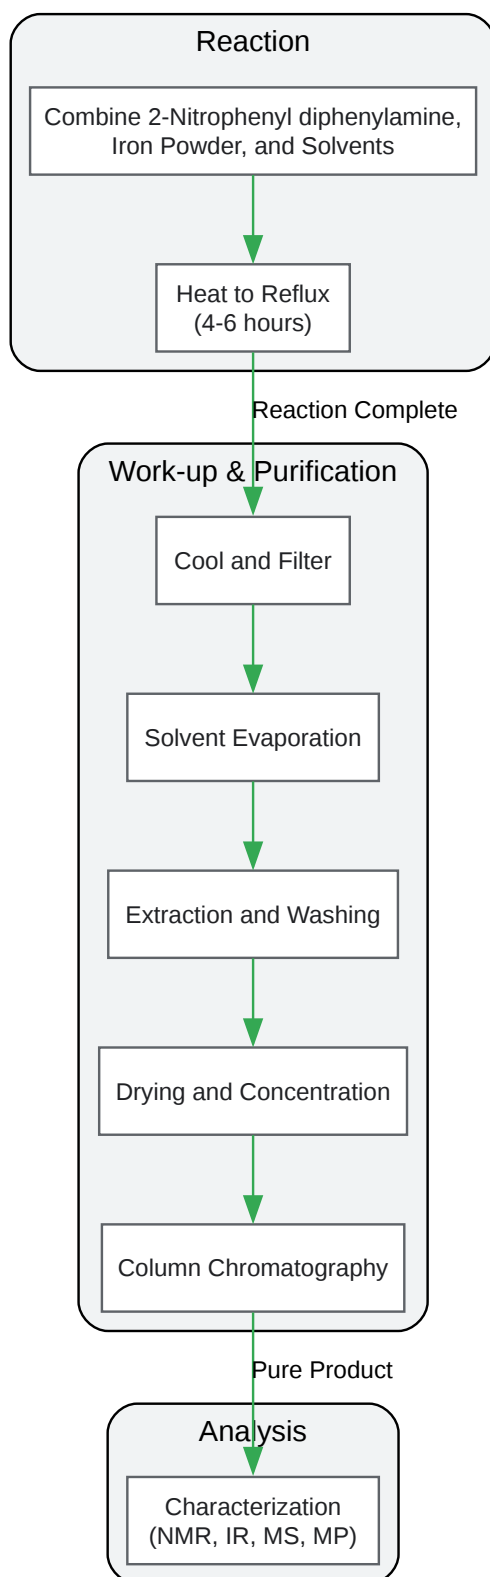 Reaction
Combine 2-Nitrophenyl diphenylamine,
Iron Powder, and Solvents
Heat to Reflux
(4-6 hours)
Reaction Complete
Work-up & Purification
Cool and Filter
Solvent Evaporation
Extraction and Washing
Drying and Concentration
Column Chromatography
Pure Product
Analysis
Characterization
(NMR, IR, MS, MP)